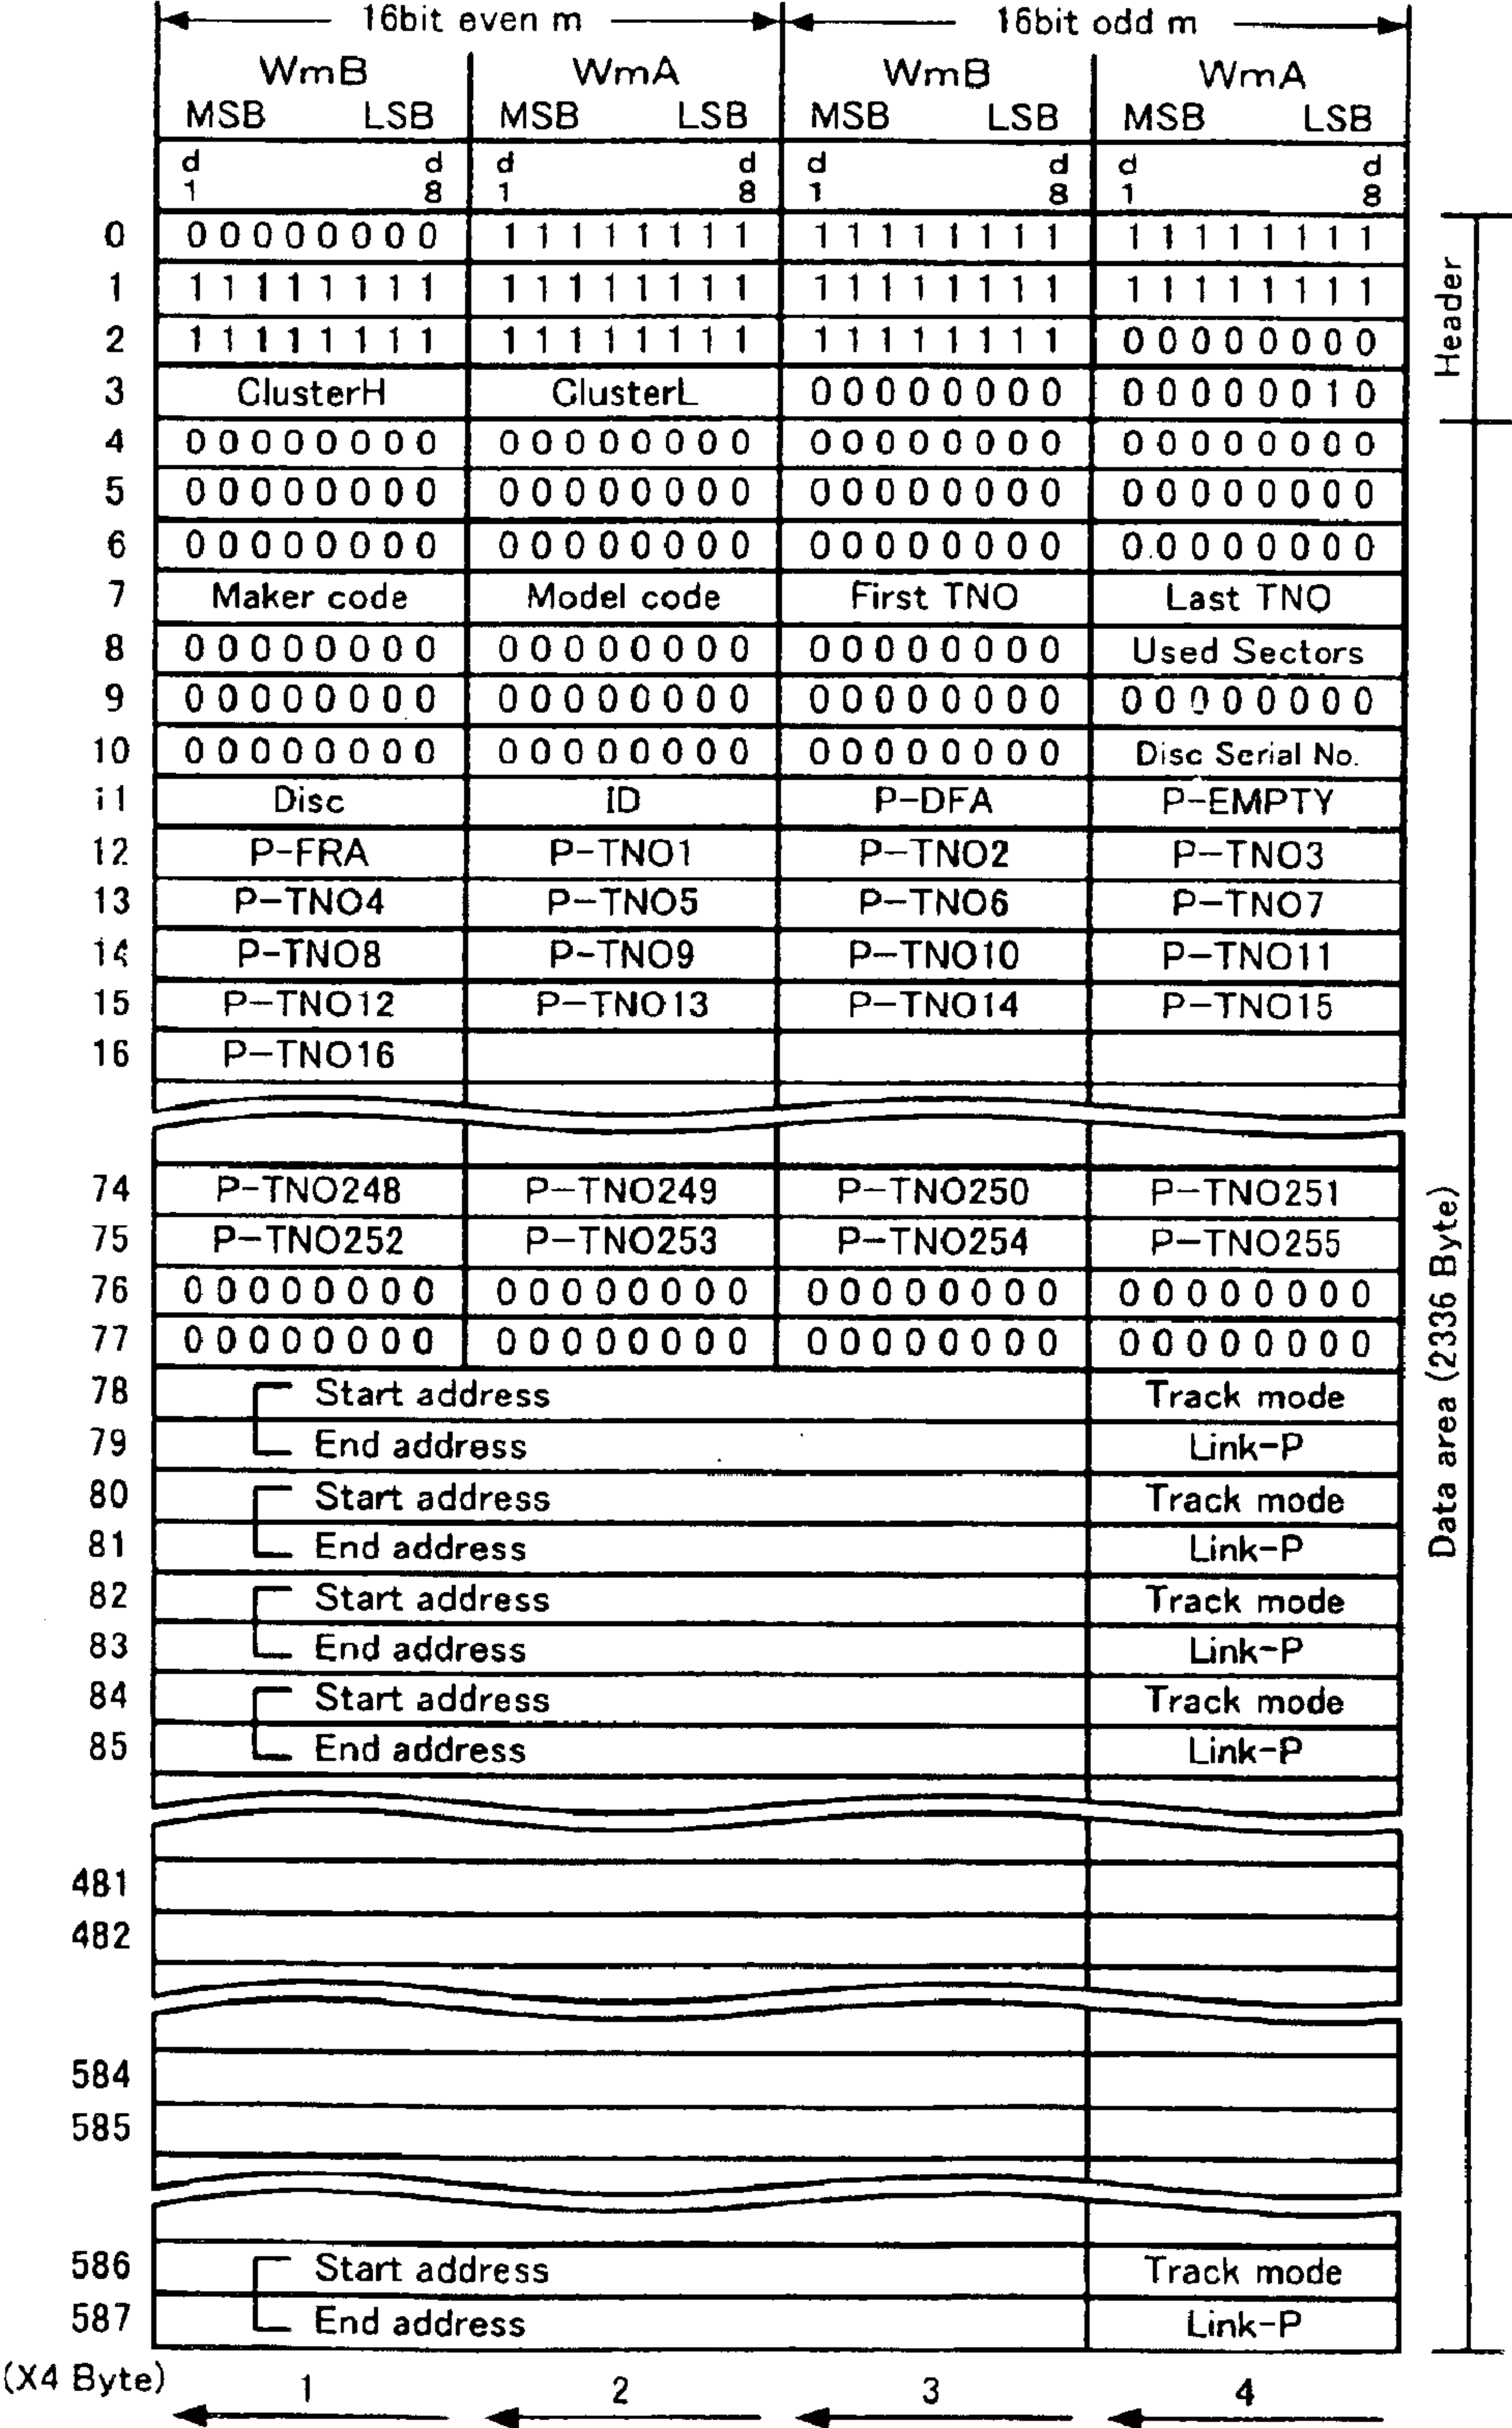 16bit even m 16bit odd m
WmB WmA WmB WmA
MSB LSB MSB LSB MSB LSB MSB LSB
d d d d d d d d
1 8 1 8 1 8 1 8
0 00000000 11111111 11111111 11111111
1 11111111 11111111 11111111 11111111
2 11111111 11111111 11111111 00000000
3 ClusterH ClusterL 00000000 00000010
Header
4 00000000 00000000 00000000 00000000
5 00000000 00000000 00000000 00000000
6 00000000 00000000 00000000 00000000
7 Maker code Model code First TNO Last TNO
8 00000000 00000000 00000000 Used Sectors
9 00000000 00000000 00000000 00000000
10 00000000 00000000 00000000 Disc Serial No.
11 Disc ID P-DFA P-EMPTY
12 P-FRA P-TNO1 P-TNO2 P-TNO3
13 P-TNO4 P-TNO5 P-TNO6 P-TNO7
14 P-TNO8 P-TNO9 P-TNO10 P-TNO11
15 P-TNO12 P-TNO13 P-TNO14 P-TNO15
16 P-TNO16
74 P-TNO248 P-TNO249 P-TNO250 P-TNO251
75 P-TNO252 P-TNO253 P-TNO254 P-TNO255
76 00000000 00000000 00000000 00000000
77 00000000 00000000 00000000 00000000
78 Start address Track mode
79 End address Link-P
80 Start address Track mode
81 End address Link-P
82 Start address Track mode
83 End address Link-P
84 Start address Track mode
85 End address Link-P
Data area (2336 Byte)
481
482
584
585
586 Start address Track mode
587 End address Link-P
(X4 Byte) 1 2 3 4